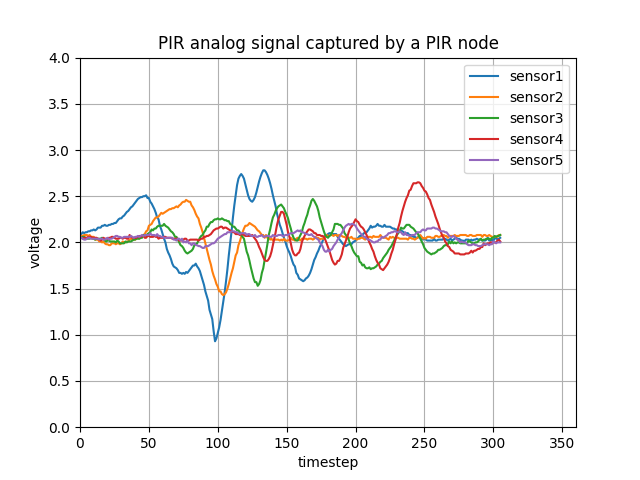 PIR analog signal captured by a PIR node
4.0
3.5
3.0
2.5
2.0
1.5
1.0
0.5
0.0
voltage
sensor1
sensor2
sensor3
sensor4
sensor5
0 50 100 150 200 250 300 350
timestep